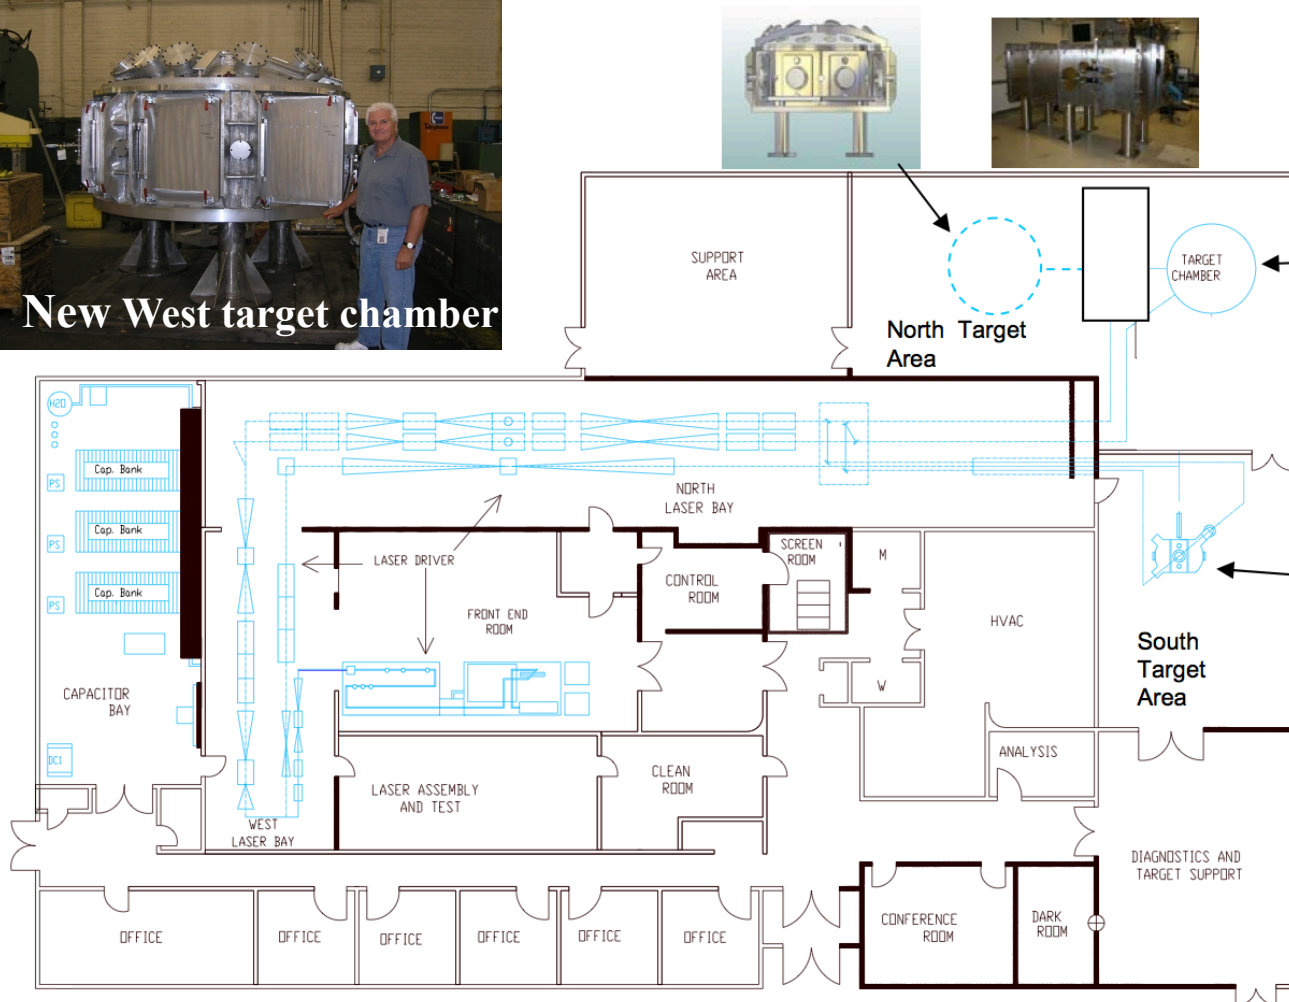 New West target chamber
SUPPORT
AREA
TARGET
CHAMBER
North Target
Area
H2O
Cap. Bank
PS
Cap. Bank
PS
Cap. Bank
PS
NORTH
LASER BAY
LASER DRIVER
SCREEN
ROOM
M
CONTROL
ROOM
FRONT END
ROOM
HVAC
South
Target
Area
W
CAPACITOR
BAY
DC1
ANALYSIS
CLEAN
ROOM
LASER ASSEMBLY
AND TEST
WEST
LASER BAY
DIAGNOSTICS AND
TARGET SUPPORT
OFFICE
OFFICE
OFFICE
OFFICE
OFFICE
OFFICE
CONFERENCE
ROOM
DARK
ROOM